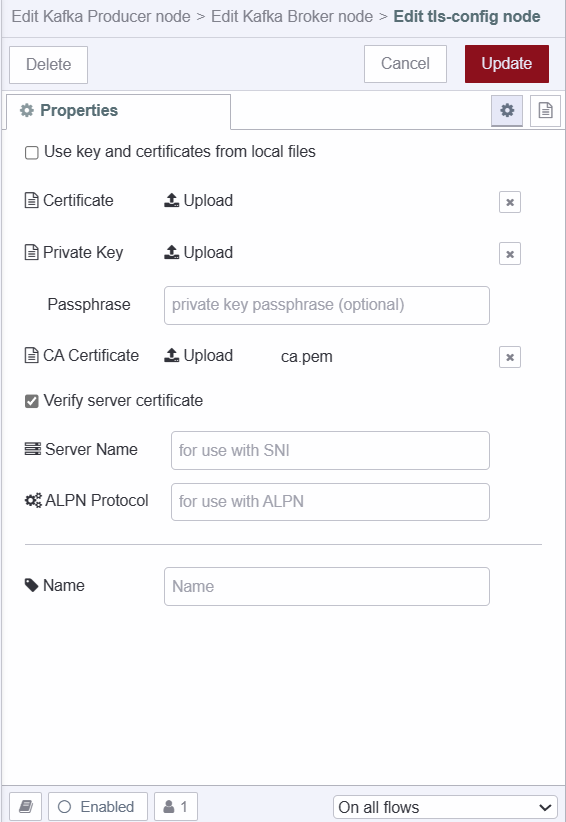 Edit Kafka Producer node > Edit Kafka Broker node > Edit tls-config node
Delete
Cancel
Update
Properties
Use key and certificates from local files
Certificate
Upload
Private Key
Upload
Passphrase
private key passphrase (optional)
CA Certificate
Upload
ca.pem
Verify server certificate
Server Name
for use with SNI
ALPN Protocol
for use with ALPN
Name
Name
Enabled
1
On all flows